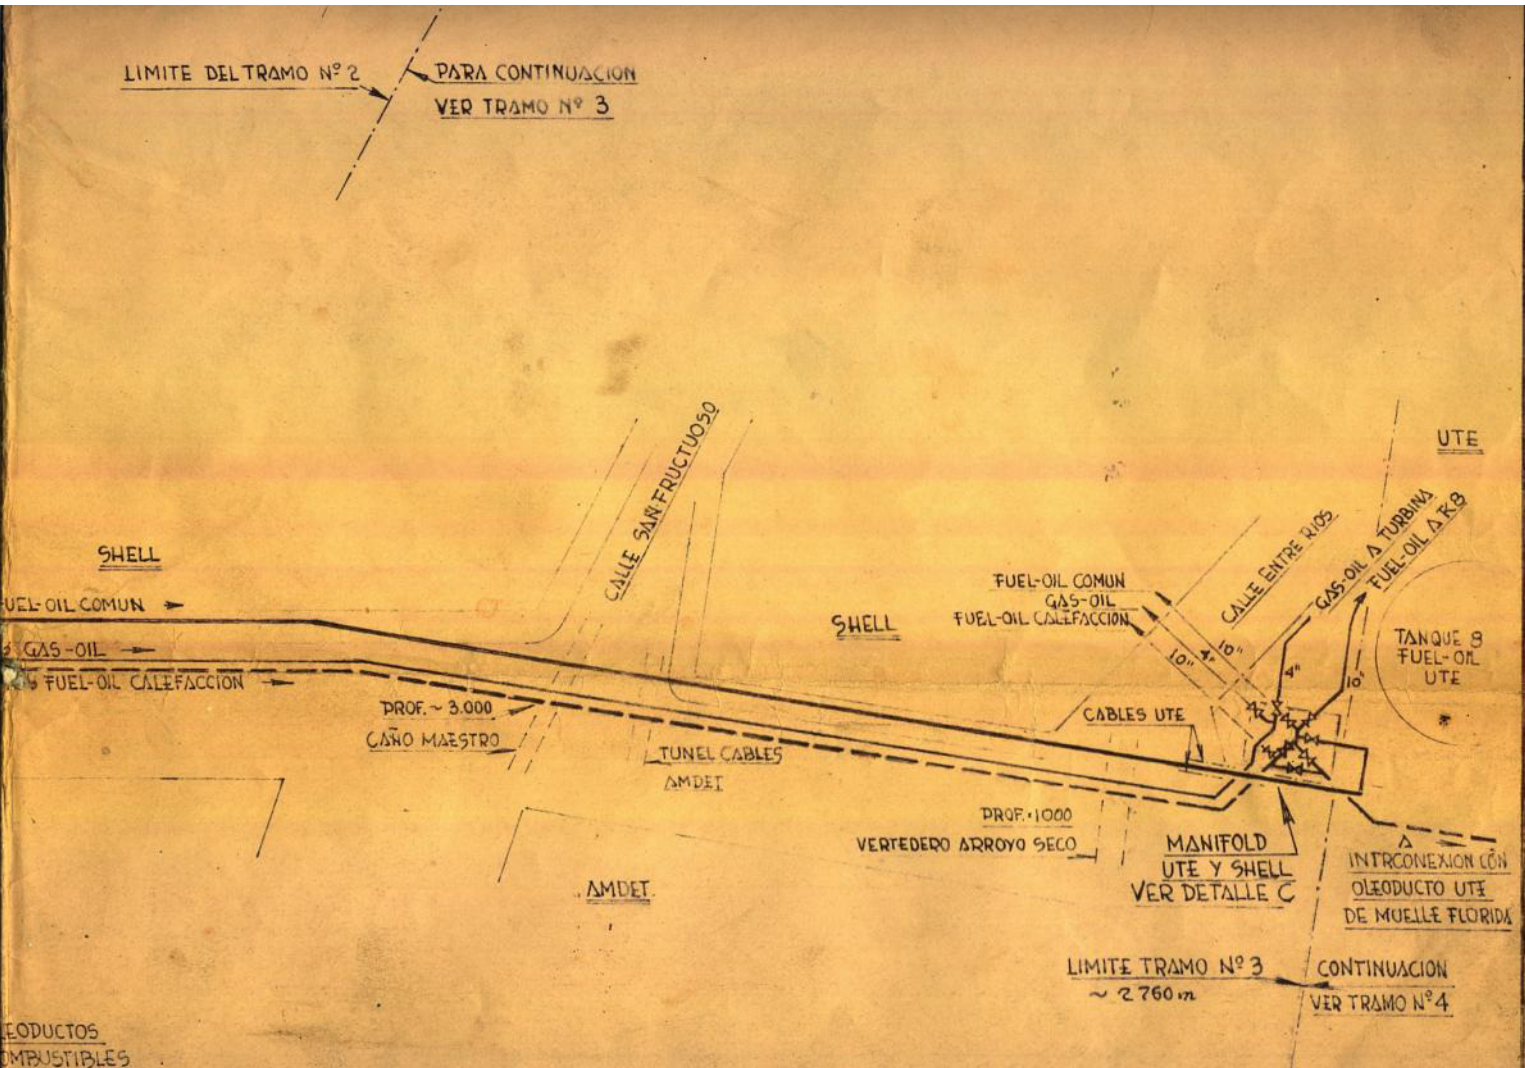 LIMITE DEL TRAMO Nº 2
PARA CONTINUACION
VER TRAMO Nº 3
UTE
CALLE SAN FRUCTUOSO
CALLE ENTRE RIOS
GAS-OIL A TURBINA
FUEL-OIL A TK8
SHELL
UEL-OIL COMUN
GAS-OIL
FUEL-OIL CALEFACCION
SHELL
FUEL-OIL COMUN
GAS-OIL
FUEL-OIL CALEFACCION
10"
4"
10"
4"
10"
TANQUE 8
FUEL-OIL
UTE
PROF. ~ 3.000
CAÑO MAESTRO
TUNEL CABLES
AMDET
CABLES UTE
PROF. 1000
VERTEDERO ARROYO SECO
MANIFOLD
UTE Y SHELL
VER DETALLE C
A
INTRCONEXION CON
OLEODUCTO UTE
DE MUELLE FLORIDA
AMDET.
LIMITE TRAMO Nº 3
~ 2760 m
CONTINUACION
VER TRAMO Nº 4
EODUCTOS
OMBUSTIBLES